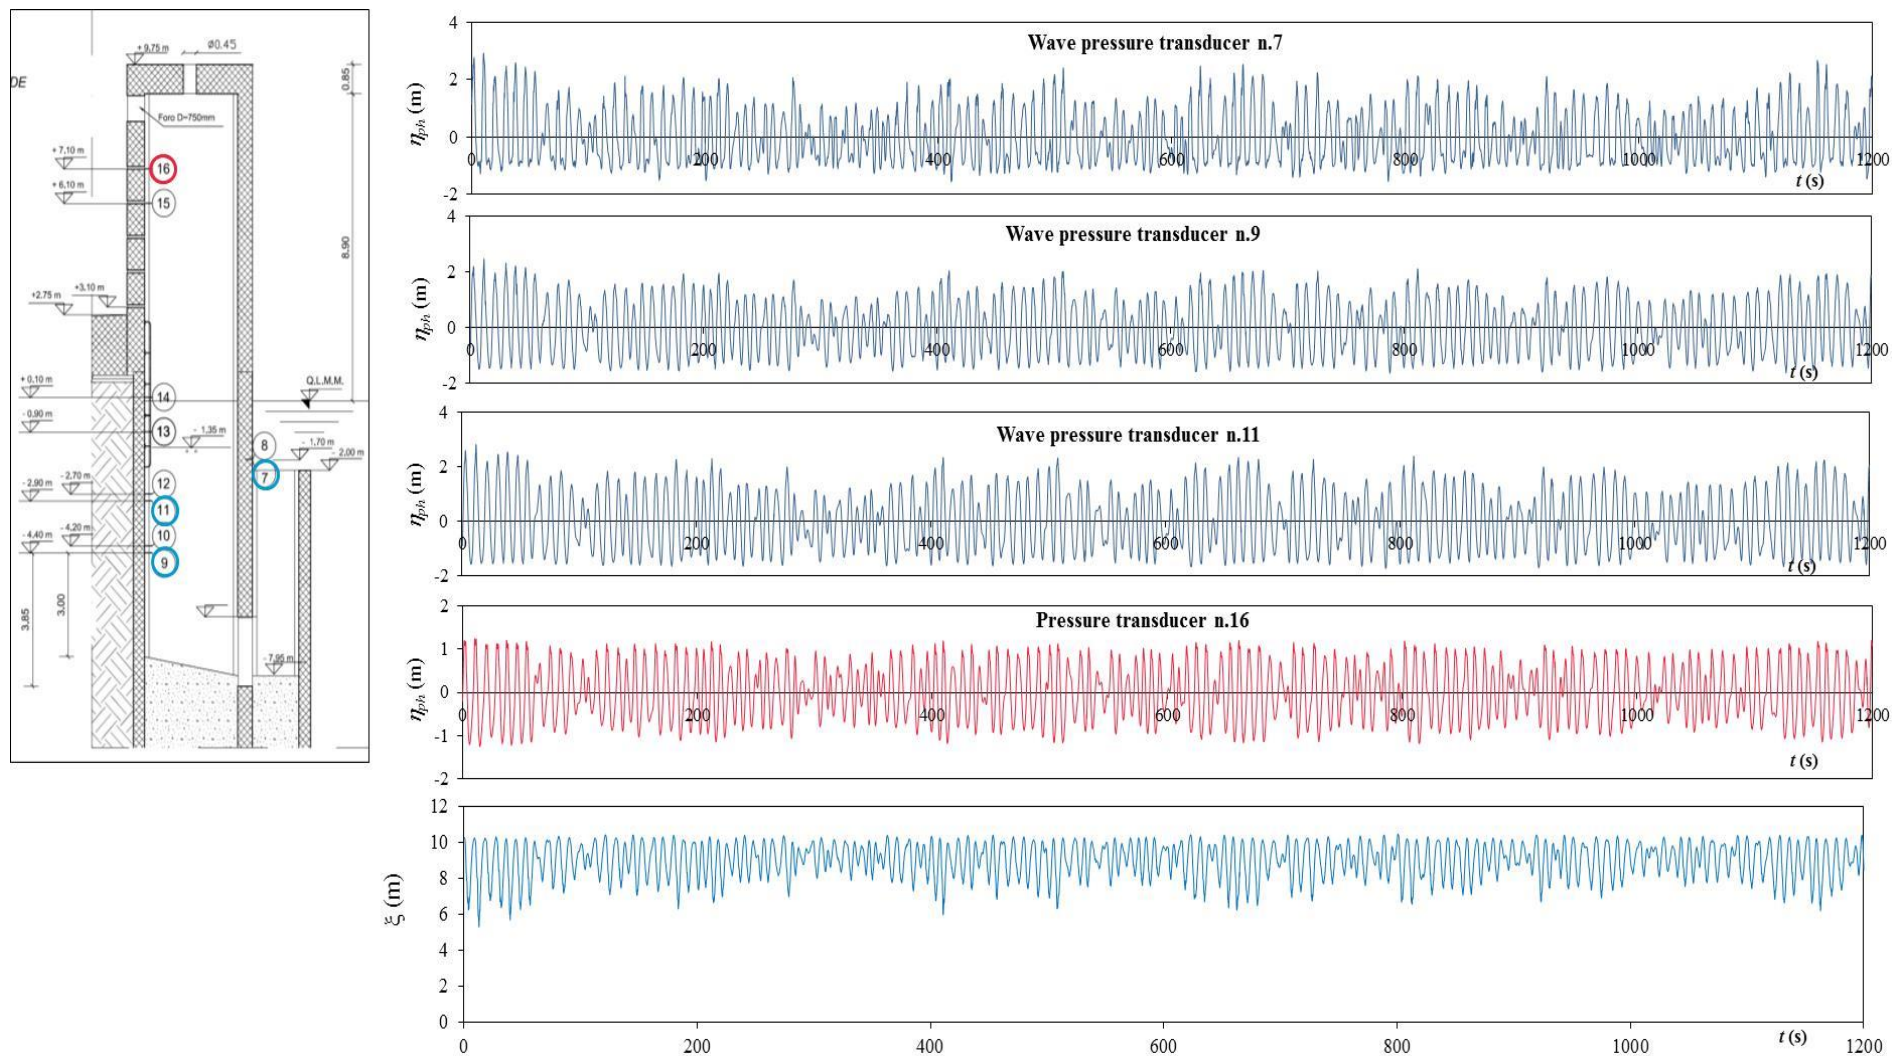 DE
+ 9,75 m
Ø0.45
0.85
Foro D=750mm
+ 7,10 m
16
+ 6,10 m
15
8.90
+3,10 m
+2,75 m
+ 0,10 m
Q.L.M.M.
14
- 0,90 m
13
- 1,35 m
8
- 1,70 m
- 2,00 m
7
- 2,70 m
12
- 2,90 m
11
- 4,20 m
10
- 4,40 m
9
3.85
3.00
- 7,95 m
Wave pressure transducer n.7
4
2
0
-2
ηph (m)
0
200
400
600
800
1000
1200
t (s)
Wave pressure transducer n.9
4
2
0
-2
ηph (m)
0
200
400
600
800
1000
1200
t (s)
Wave pressure transducer n.11
4
2
0
-2
ηph (m)
0
200
400
600
800
1000
1200
t (s)
Pressure transducer n.16
2
1
0
-1
-2
ηph (m)
0
200
400
600
800
1000
1200
t (s)
12
10
8
6
4
2
0
ξ (m)
0
200
400
600
800
1000
1200
t (s)